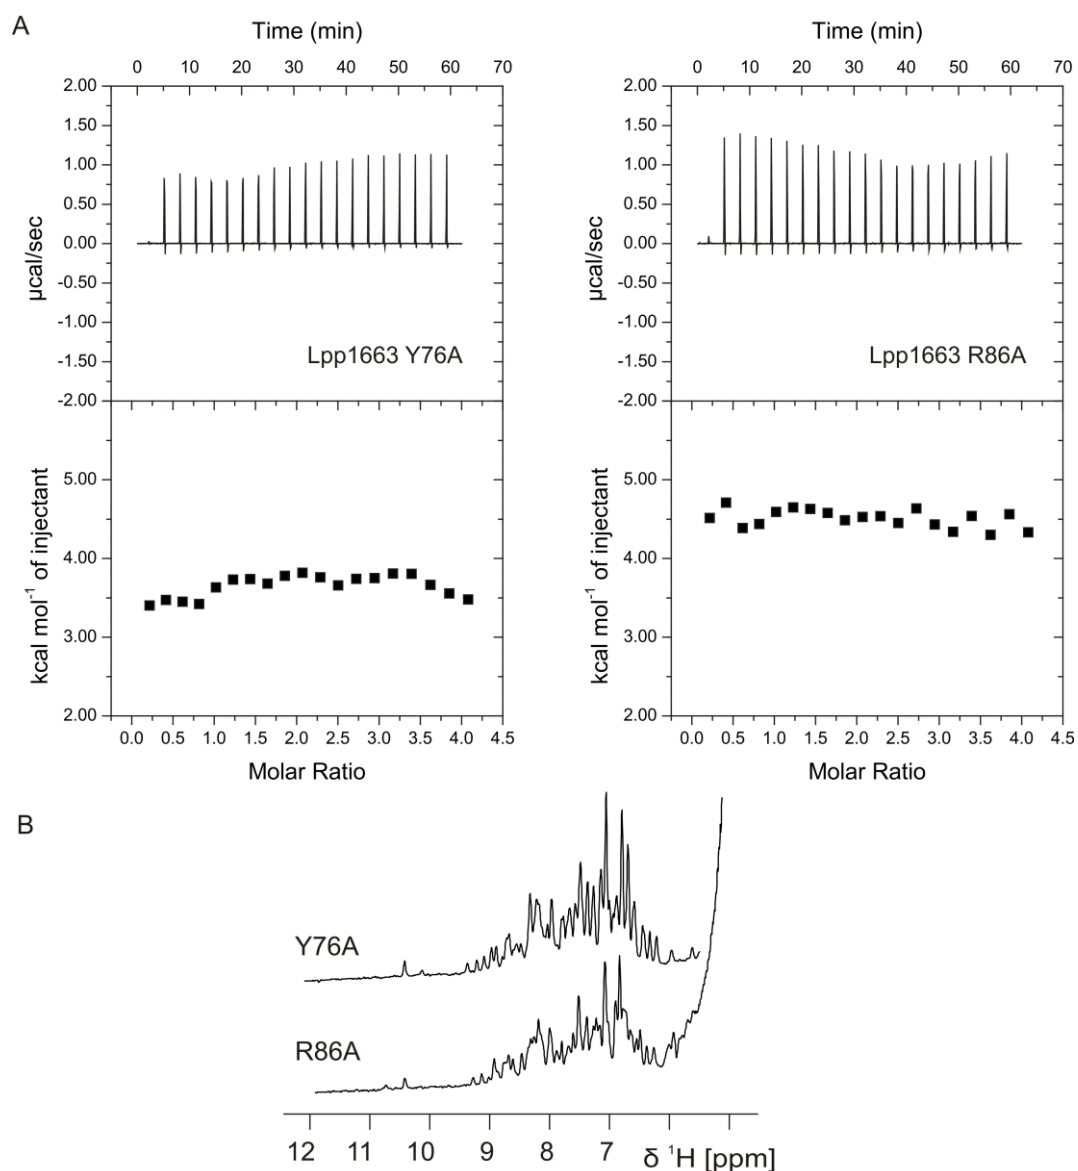 A
Time (min)
0 10 20 30 40 50 60 70
2.00
1.50
1.00
0.50
0.00
-0.50
-1.00
-1.50
-2.00
µcal/sec
Lpp1663 Y76A
5.00
4.00
3.00
2.00
kcal mol⁻¹ of injectant
0.0 0.5 1.0 1.5 2.0 2.5 3.0 3.5 4.0 4.5
Molar Ratio
Time (min)
0 10 20 30 40 50 60 70
2.00
1.50
1.00
0.50
0.00
-0.50
-1.00
-1.50
-2.00
µcal/sec
Lpp1663 R86A
5.00
4.00
3.00
2.00
kcal mol⁻¹ of injectant
0.0 0.5 1.0 1.5 2.0 2.5 3.0 3.5 4.0 4.5
Molar Ratio
B
Y76A
R86A
12 11 10 9 8 7 δ ¹H [ppm]